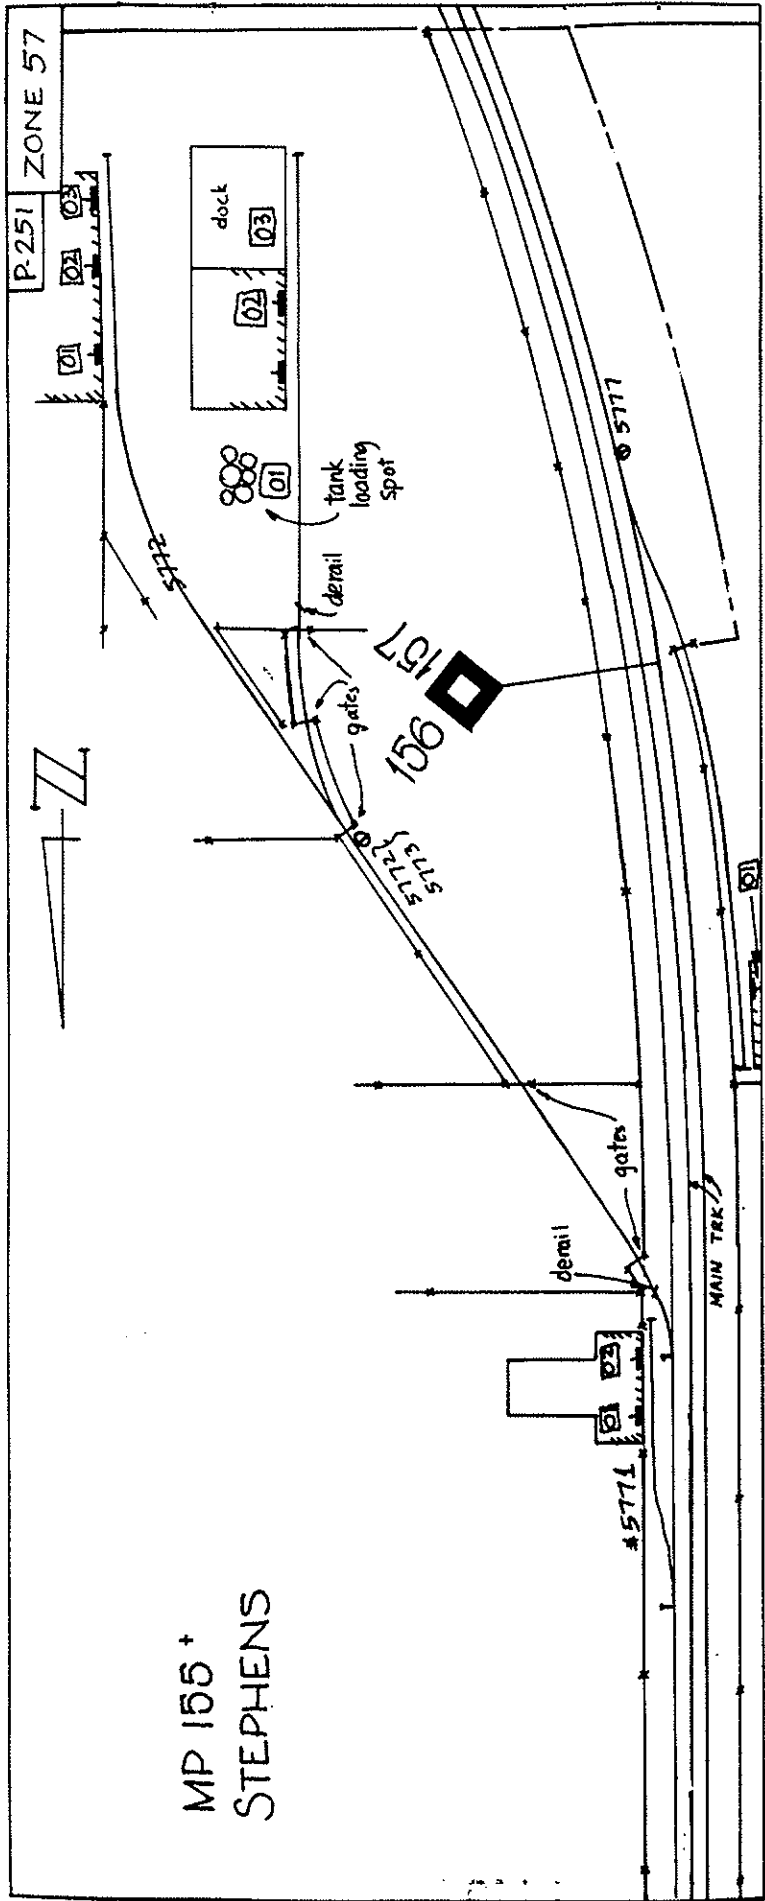 ZONE 57
P-251
01
02
03
dock
03
02
01
tank
loading
spot
5772
derail
gates
157
156
5772
5773
5777
01
gates
derail
MAIN TRK
01
02
#5771
N
MP 155+
STEPHENS